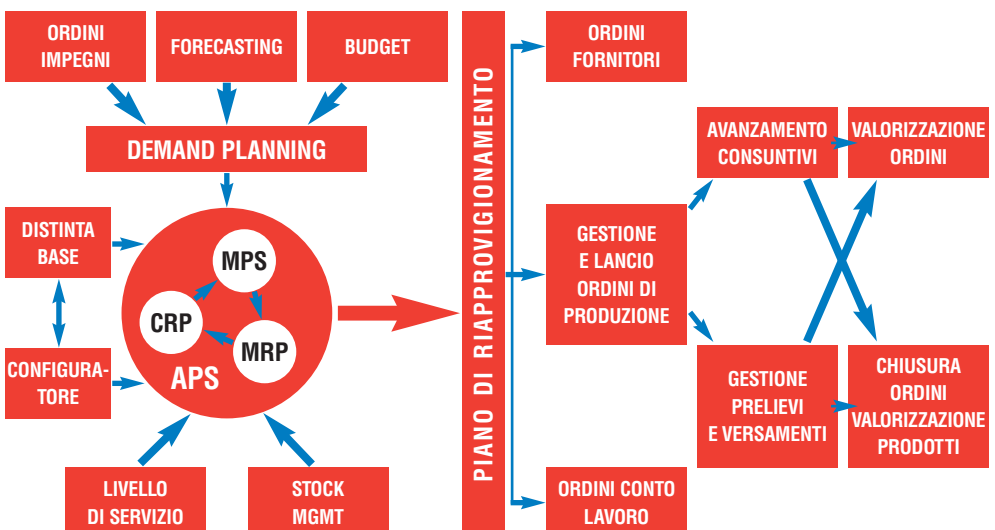 ORDINI
IMPEGNI
FORECASTING
BUDGET
DEMAND PLANNING
DISTINTA
BASE
CONFIGURA-
TORE
MPS
CRP
MRP
APS
LIVELLO
DI SERVIZIO
STOCK
MGMT
PIANO DI RIAPPROVIGIONAMENTO
ORDINI
FORNITORI
GESTIONE
E LANCIO
ORDINI DI
PRODUZIONE
ORDINI CONTO
LAVORO
AVANZAMENTO
CONSUNTIVI
VALORIZZAZIONE
ORDINI
GESTIONE
PRELIEVI
E VERSAMENTI
CHIUSURA
ORDINI
VALORIZZAZIONE
PRODOTTI